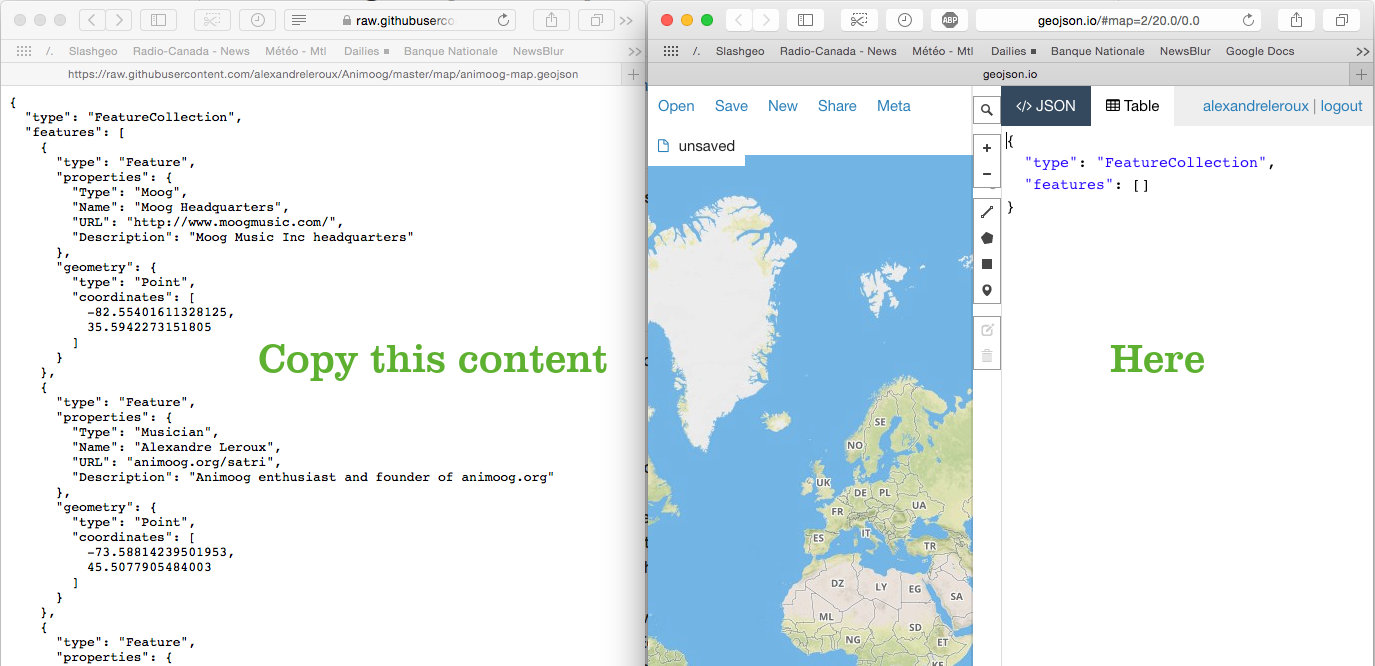 raw.githubuserco
/. Slashgeo Radio-Canada - News Météo - Mtl Dailies Banque Nationale NewsBlur >>
https://raw.githubusercontent.com/alexandreleroux/Animoog/master/map/animoog-map.geojson +
{
"type": "FeatureCollection",
"features": [
{
"type": "Feature",
"properties": {
"Type": "Moog",
"Name": "Moog Headquarters",
"URL": "http://www.moogmusic.com/",
"Description": "Moog Music Inc headquarters"
},
"geometry": {
"type": "Point",
"coordinates": [
-82.55401611328125,
35.5942273151805
]
}
},
{
"type": "Feature",
"properties": {
"Type": "Musician",
"Name": "Alexandre Leroux",
"URL": "animoog.org/satri",
"Description": "Animoog enthusiast and founder of animoog.org"
},
"geometry": {
"type": "Point",
"coordinates": [
-73.58814239501953,
45.5077905484003
]
}
},
{
"type": "Feature",
"properties": {
Copy this content
ABP geojson.io/#map=2/20.0/0.0
/. Slashgeo Radio-Canada - News Météo - Mtl Dailies Banque Nationale NewsBlur Google Docs >>
geojson.io +
Open Save New Share Meta
</> JSON Table alexandreleroux | logout
unsaved
+
−
{
"type": "FeatureCollection",
"features": []
}
Here
SE
NO
UK
DE PL
FR UA
ES IT
TR
DZ LY EG
SA
ML
NG SD
ET
KE